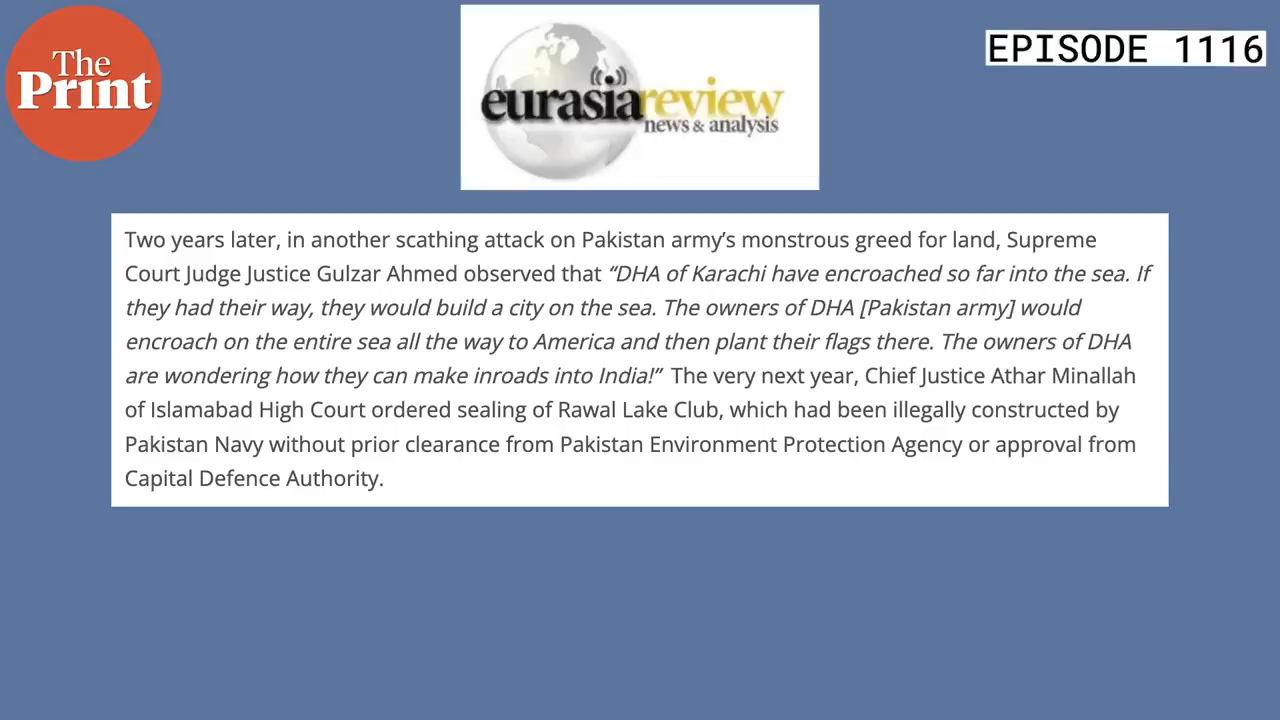 The
Print
eurasiareview
news & analysis
EPISODE 1116
Two years later, in another scathing attack on Pakistan army’s monstrous greed for land, Supreme
Court Judge Justice Gulzar Ahmed observed that “DHA of Karachi have encroached so far into the sea. If
they had their way, they would build a city on the sea. The owners of DHA [Pakistan army] would
encroach on the entire sea all the way to America and then plant their flags there. The owners of DHA
are wondering how they can make inroads into India!” The very next year, Chief Justice Athar Minallah
of Islamabad High Court ordered sealing of Rawal Lake Club, which had been illegally constructed by
Pakistan Navy without prior clearance from Pakistan Environment Protection Agency or approval from
Capital Defence Authority.